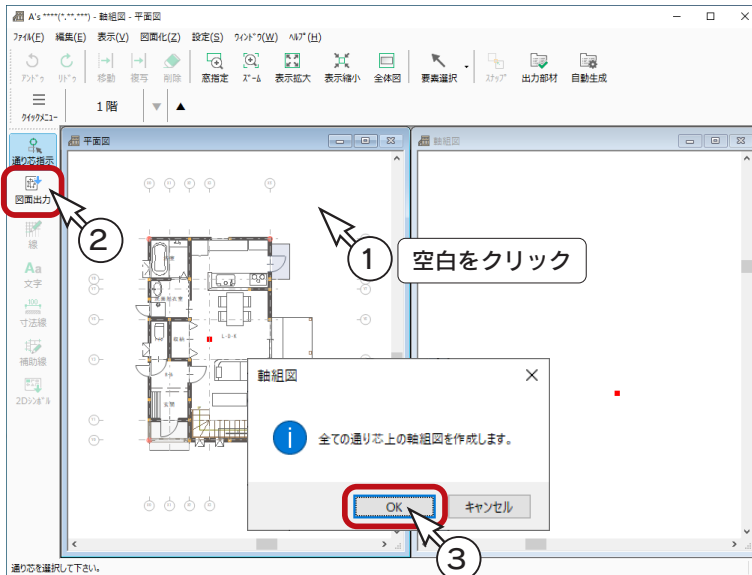 A's ****(*.**.***) - 軸組図 - 平面図
ファイル(F) 編集(E) 表示(V) 図面化(Z) 設定(S) ウィンドウ(W) ヘルプ(H)
アンドゥ リドゥ 移動 複写 削除 窓指定 ズーム 表示拡大 表示縮小 全体図 要素選択 ステップ 出力部材 自動生成
クイックメニュー 1階 ▼ ▲
通り芯指示
図面出力
線
Aa
文字
100
寸法線
補助線
2Dシンボル
平面図
軸組図
②
①
空白をクリック
L・D・K
収納
玄関
軸組図
全ての通り芯上の軸組図を作成します。
OK キャンセル
③
通り芯を選択して下さい。